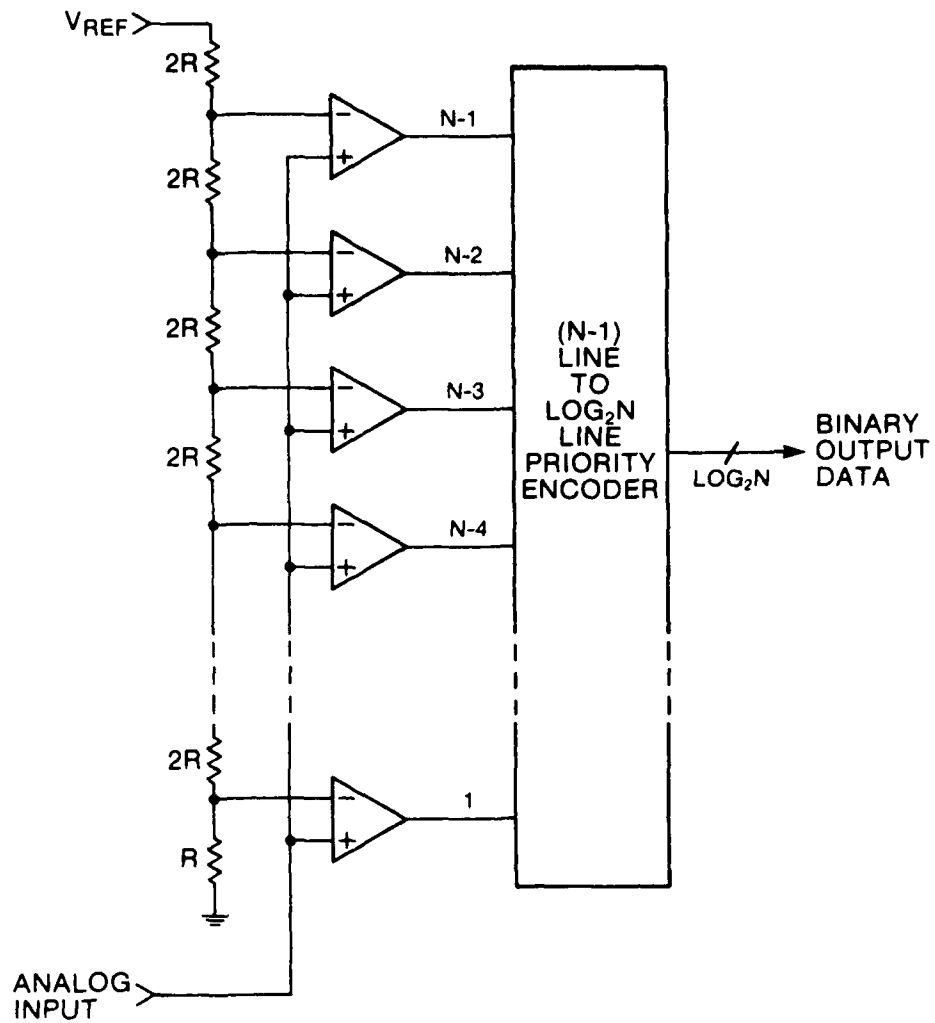 VREF
2R
− +
N-1
2R
− +
N-2
2R
− +
N-3
2R
− +
N-4
2R
− +
1
R
(N-1)
LINE
TO
LOG₂N
LINE
PRIORITY
ENCODER
LOG₂N
BINARY
OUTPUT
DATA
ANALOG
INPUT